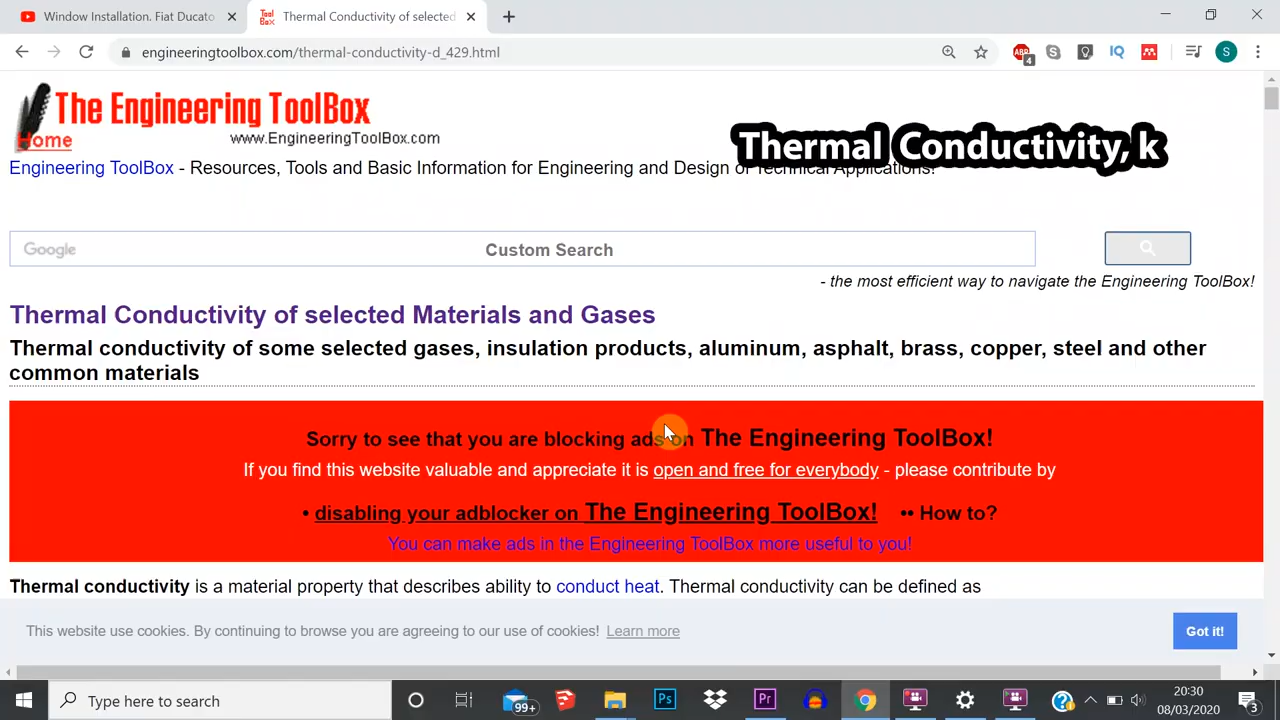 Window Installation. Fiat Ducato
Thermal Conductivity of selected
engineeringtoolbox.com/thermal-conductivity-d_429.html
ABP
4
IQ
S
Tool
Box
The Engineering ToolBox
Home
www.EngineeringToolBox.com
Thermal Conductivity, k
Engineering ToolBox - Resources, Tools and Basic Information for Engineering and Design of Technical Applications!
Google
Custom Search
- the most efficient way to navigate the Engineering ToolBox!
Thermal Conductivity of selected Materials and Gases
Thermal conductivity of some selected gases, insulation products, aluminum, asphalt, brass, copper, steel and other
common materials
Sorry to see that you are blocking ads on The Engineering ToolBox!
If you find this website valuable and appreciate it is open and free for everybody - please contribute by
• disabling your adblocker on The Engineering ToolBox! •• How to?
You can make ads in the Engineering ToolBox more useful to you!
Thermal conductivity is a material property that describes ability to conduct heat. Thermal conductivity can be defined as
This website use cookies. By continuing to browse you are agreeing to our use of cookies! Learn more
Got it!
Type here to search
99+
Ps
Pr
20:30
08/03/2020
3